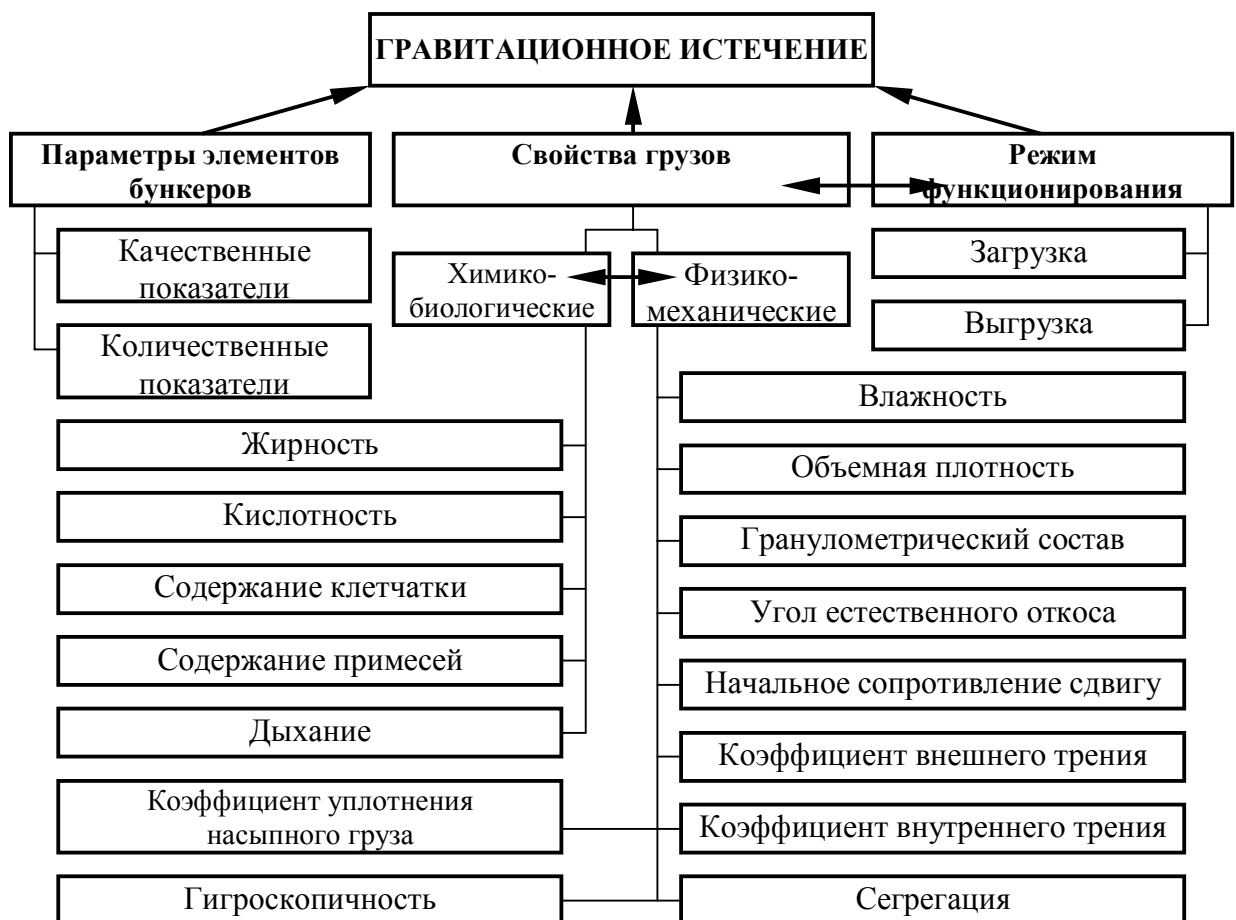 ГРАВИТАЦИОННОЕ ИСТЕЧЕНИЕ
Параметры элементов
бункеров
Свойства грузов
Режим
функционирования
Качественные
показатели
Количественные
показатели
Химико-
биологические
Физико-
механические
Загрузка
Выгрузка
Жирность
Кислотность
Содержание клетчатки
Содержание примесей
Дыхание
Коэффициент уплотнения
насыпного груза
Гигроскопичность
Влажность
Объемная плотность
Гранулометрический состав
Угол естественного откоса
Начальное сопротивление сдвигу
Коэффициент внешнего трения
Коэффициент внутреннего трения
Сегрегация